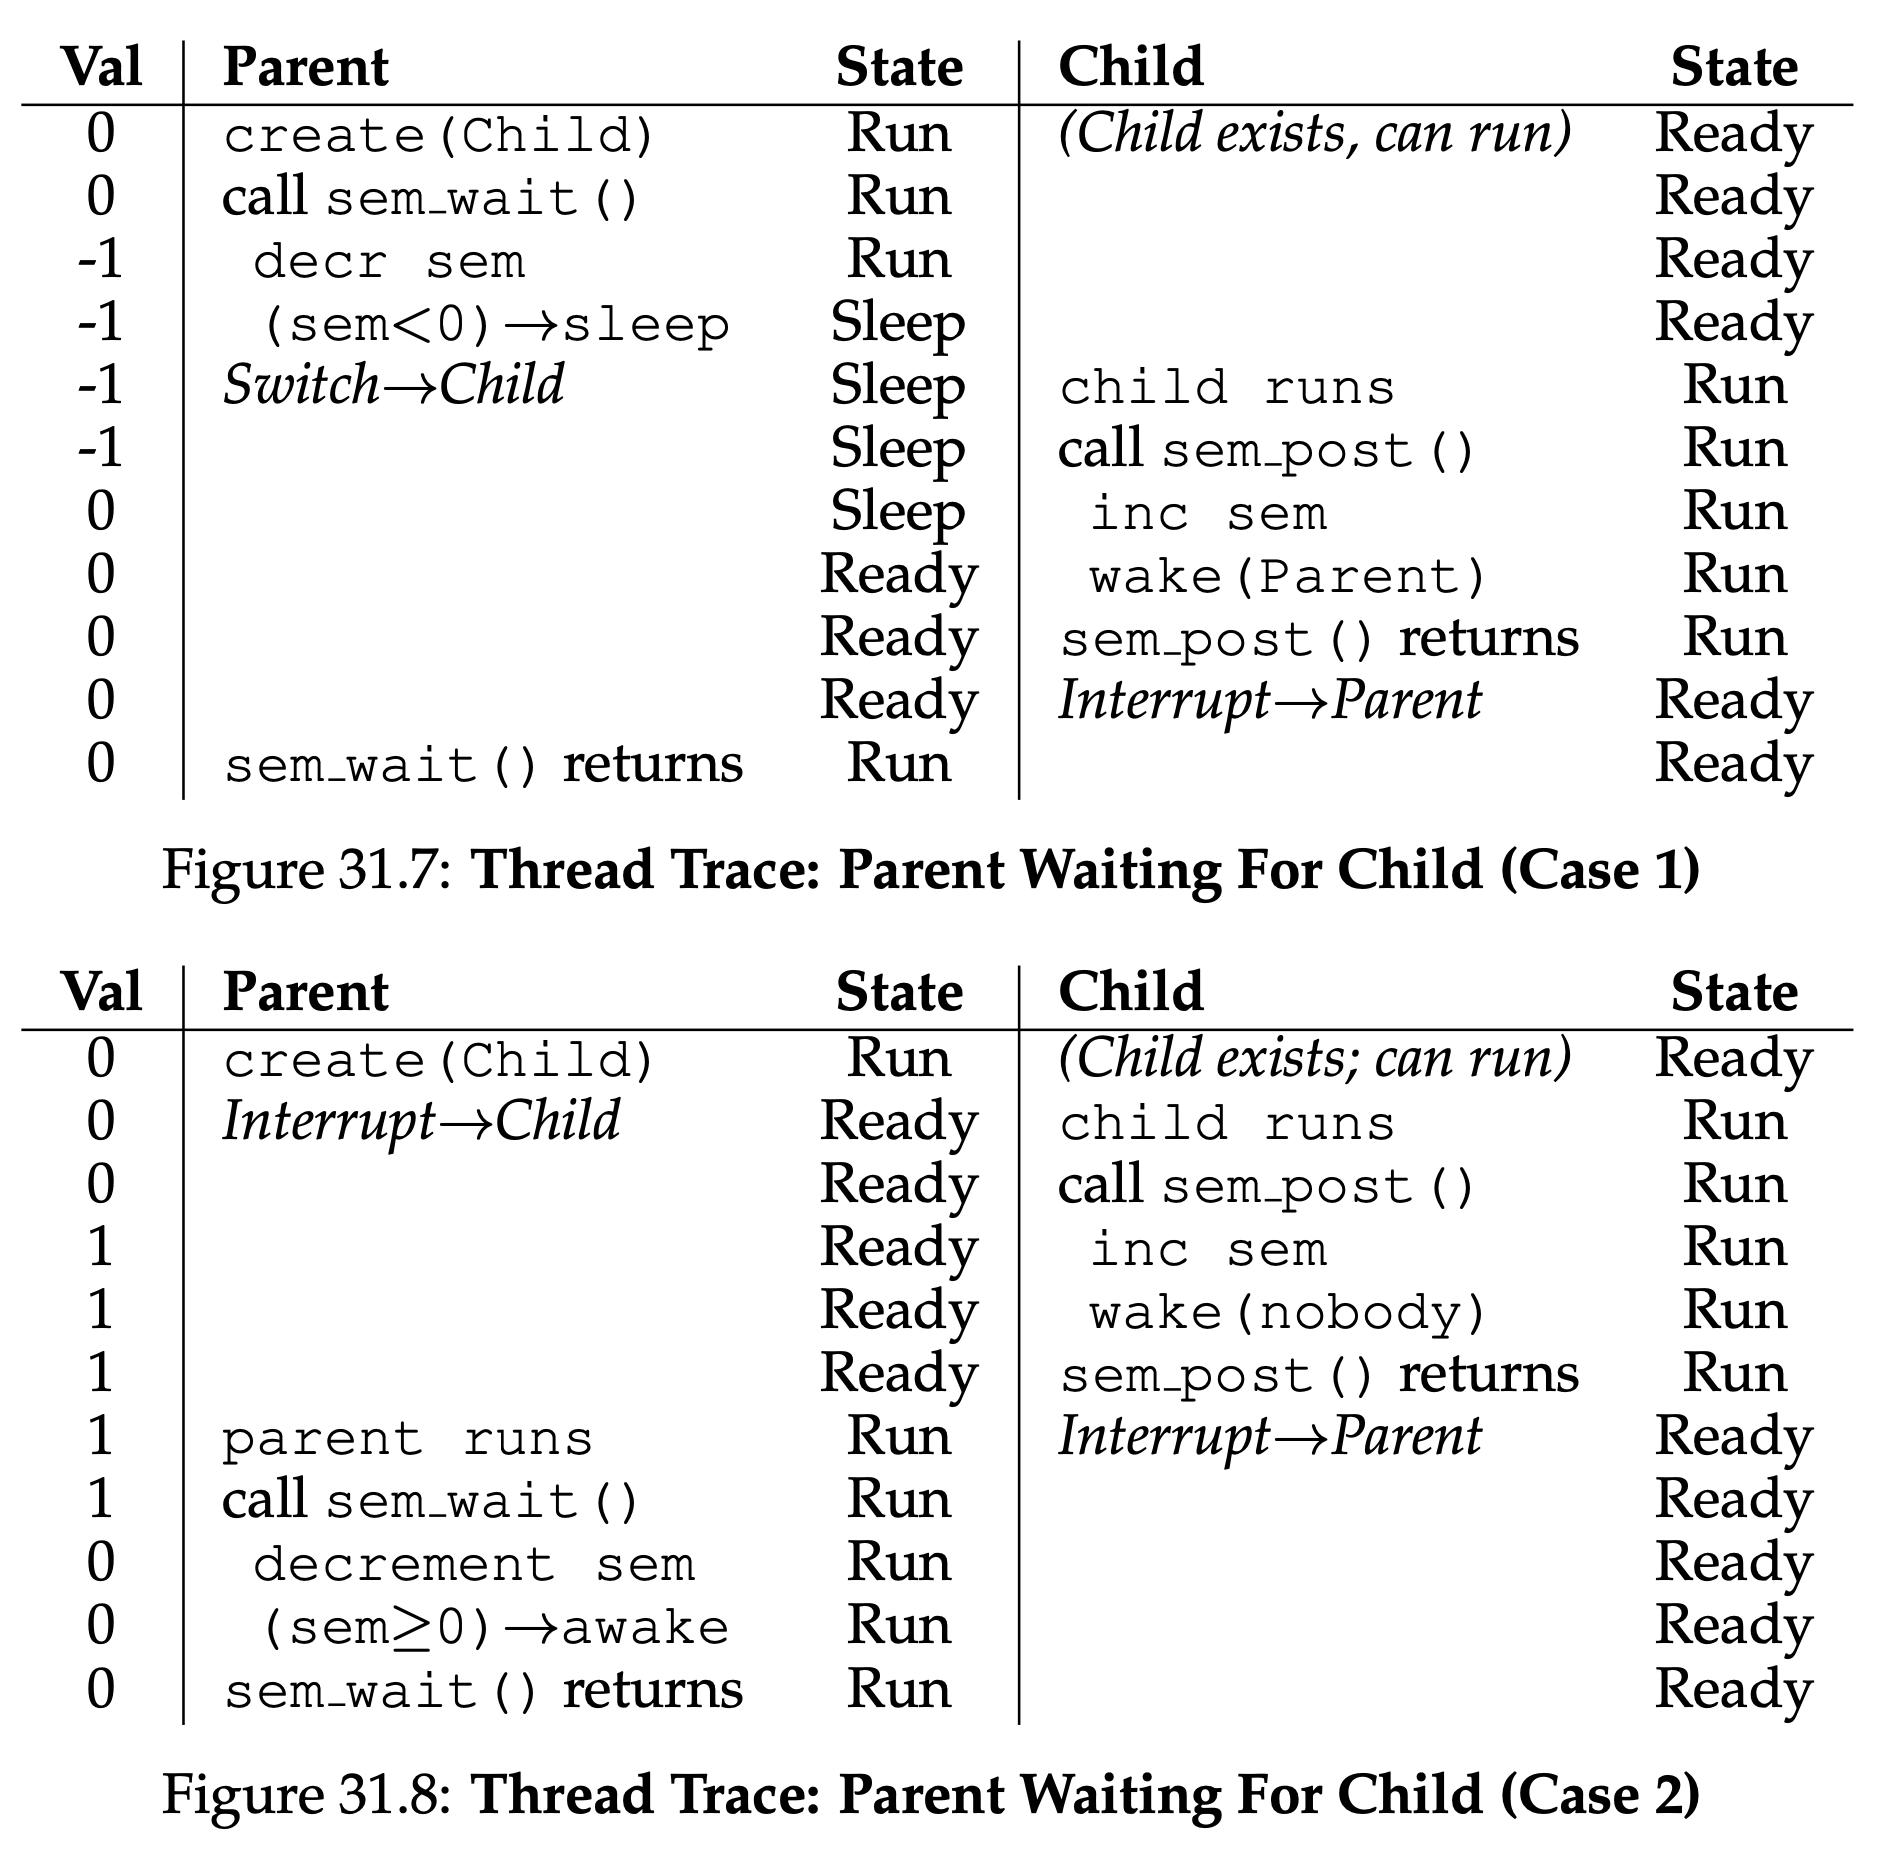 Val Parent State Child State
0 create(Child) Run (Child exists, can run) Ready
0 call sem_wait() Run Ready
-1 decr sem Run Ready
-1 (sem<0)→sleep Sleep Ready
-1 Switch→Child Sleep child runs Run
-1 Sleep call sem_post() Run
0 Sleep inc sem Run
0 Ready wake(Parent) Run
0 Ready sem_post() returns Run
0 Ready Interrupt→Parent Ready
0 sem_wait() returns Run Ready
Figure 31.7: Thread Trace: Parent Waiting For Child (Case 1)
Val Parent State Child State
0 create(Child) Run (Child exists; can run) Ready
0 Interrupt→Child Ready child runs Run
0 Ready call sem_post() Run
1 Ready inc sem Run
1 Ready wake(nobody) Run
1 Ready sem_post() returns Run
1 parent runs Run Interrupt→Parent Ready
1 call sem_wait() Run Ready
0 decrement sem Run Ready
0 (sem≥0)→awake Run Ready
0 sem_wait() returns Run Ready
Figure 31.8: Thread Trace: Parent Waiting For Child (Case 2)